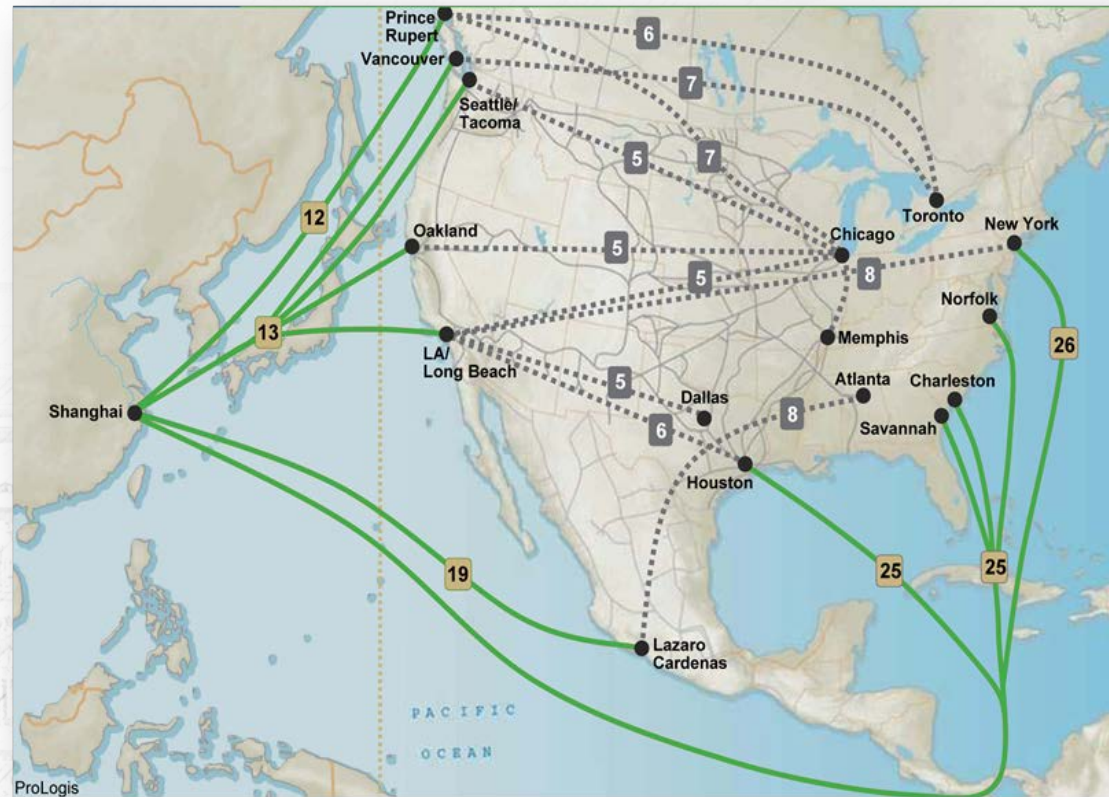 Prince
Rupert
6
Vancouver
7
Seattle/
Tacoma
5
7
12
Toronto
Oakland
5
Chicago
New York
5
8
Norfolk
13
LA/
Long Beach
Memphis
26
5
Dallas
Atlanta
Charleston
Shanghai
6
8
Savannah
Houston
19
25
25
Lazaro
Cardenas
PACIFIC
OCEAN
ProLogis